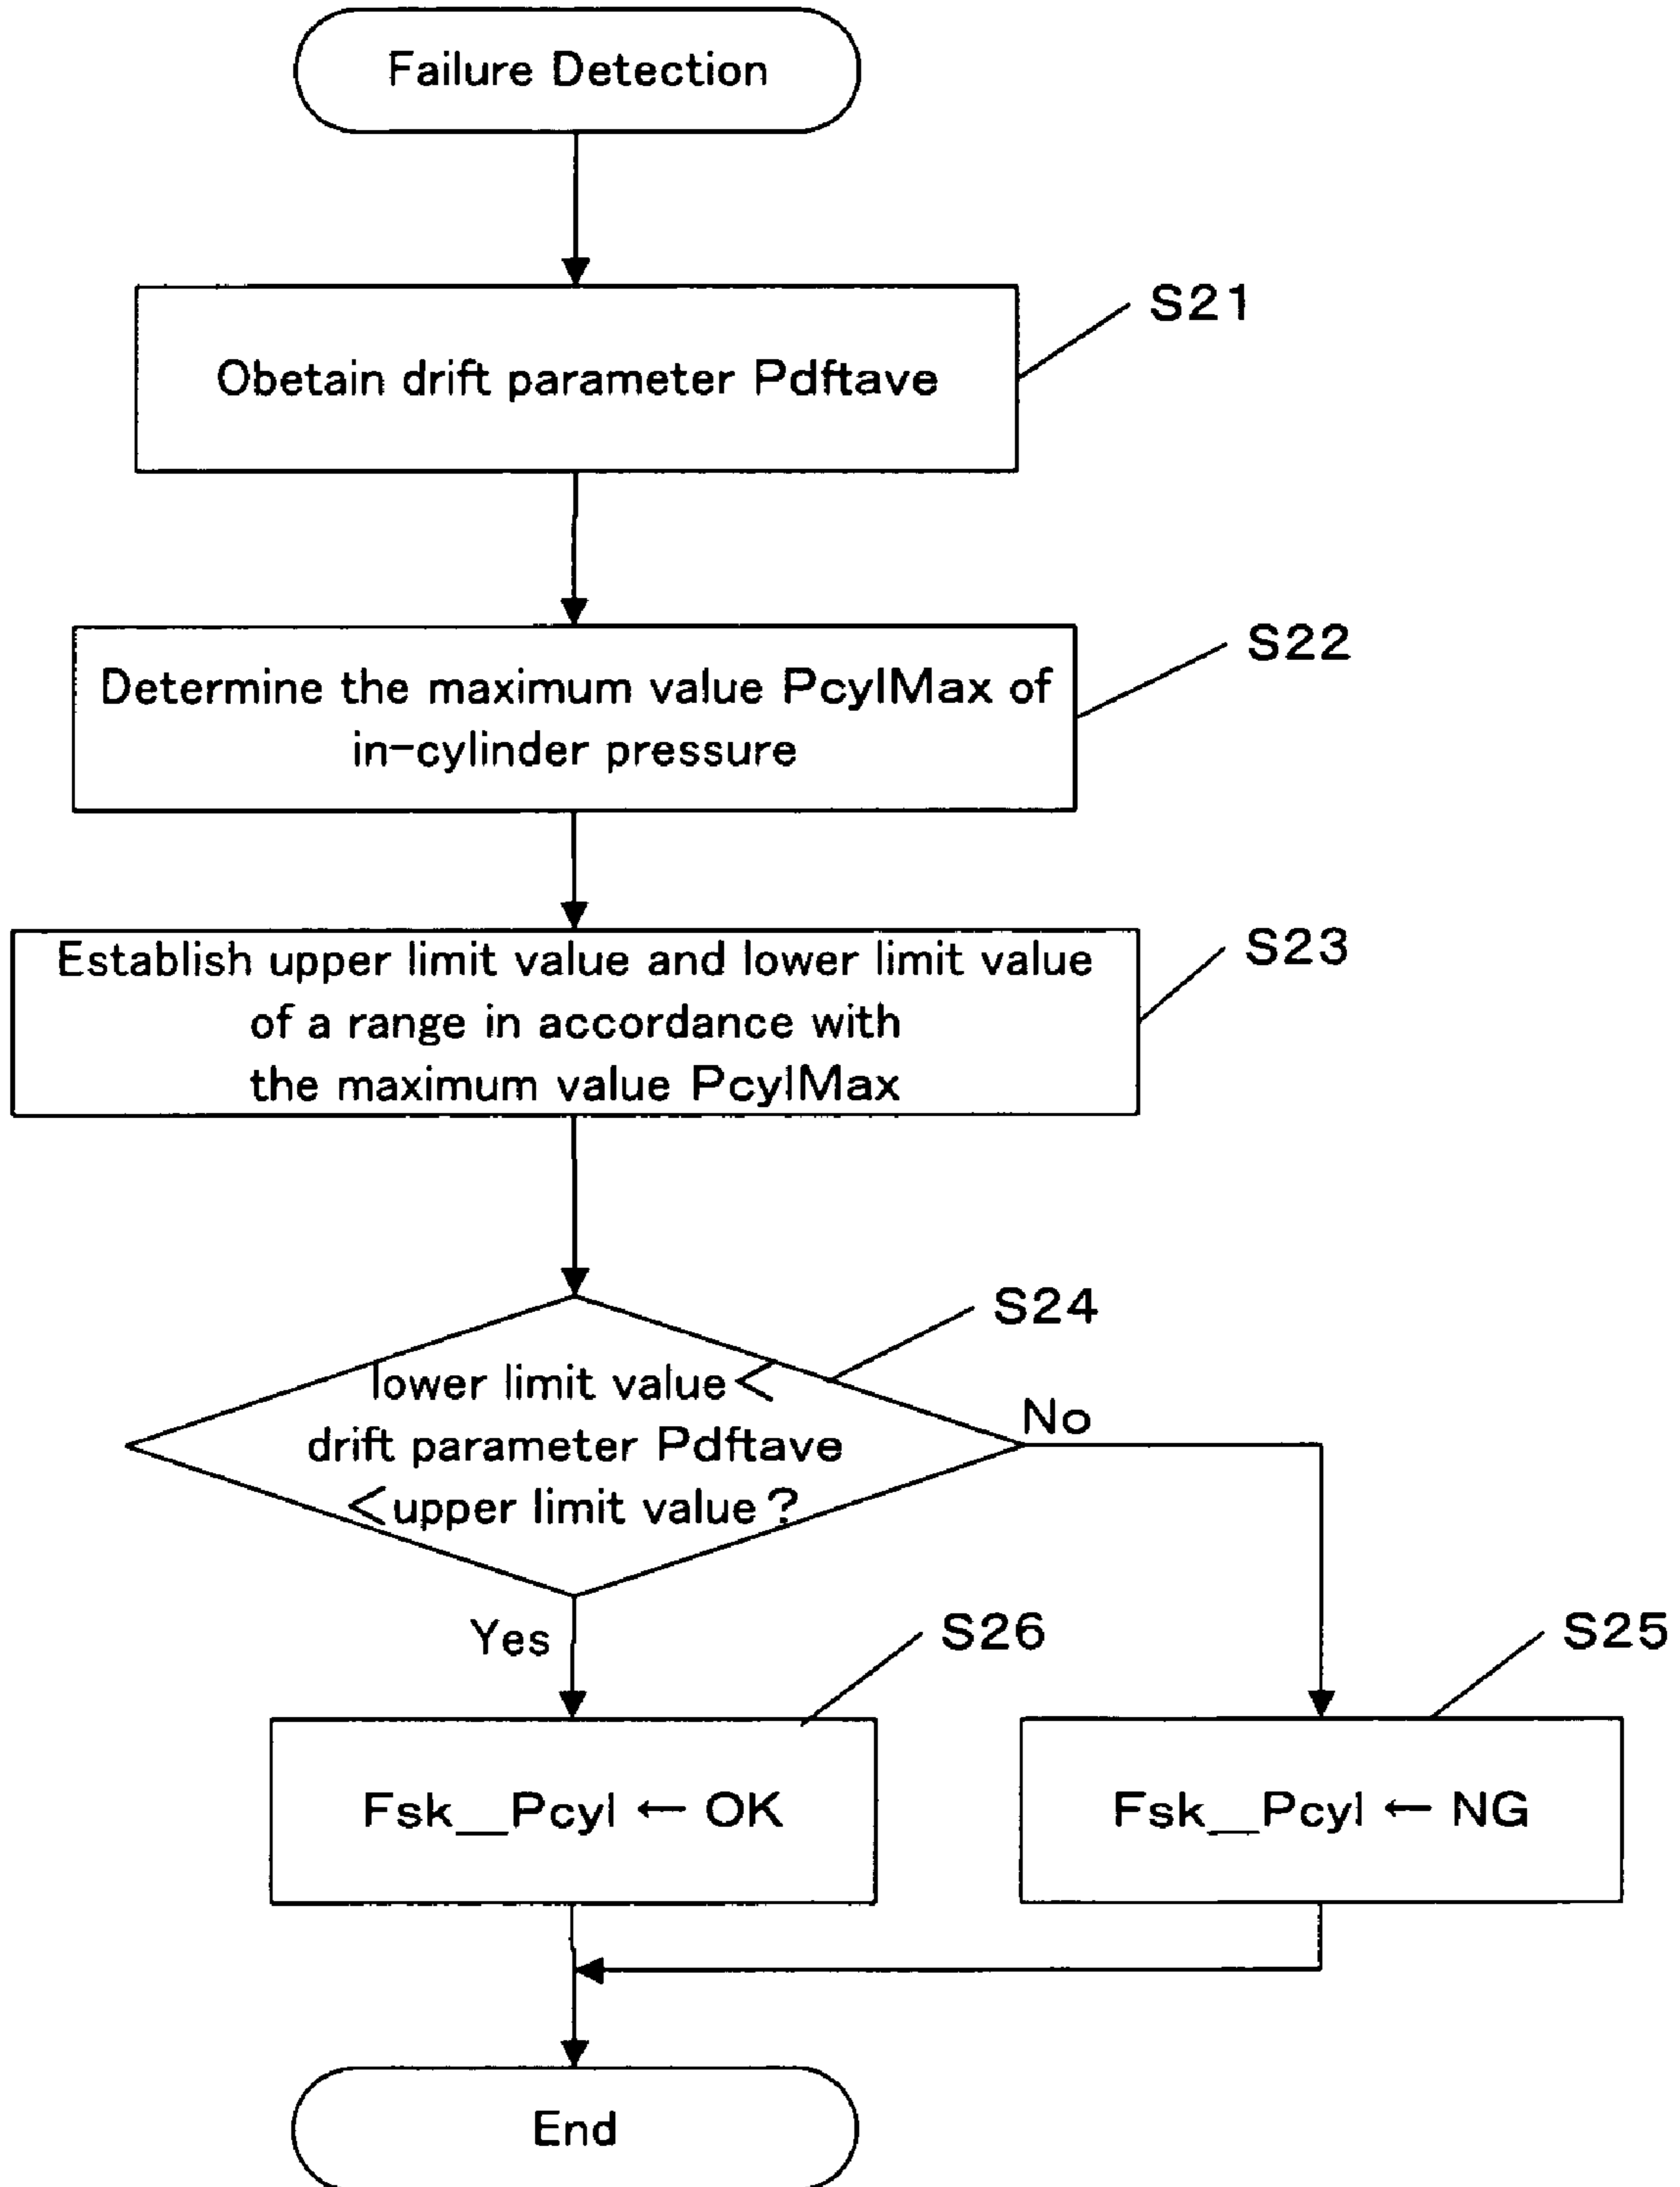 Failure Detection
S21
Obetain drift parameter Pdftave
S22
Determine the maximum value PcylMax of
in-cylinder pressure
S23
Establish upper limit value and lower limit value
of a range in accordance with
the maximum value PcylMax
S24
lower limit value<
drift parameter Pdftave
<upper limit value?
No
Yes
S26
S25
Fsk__Pcyl ← OK
Fsk__Pcyl ← NG
End